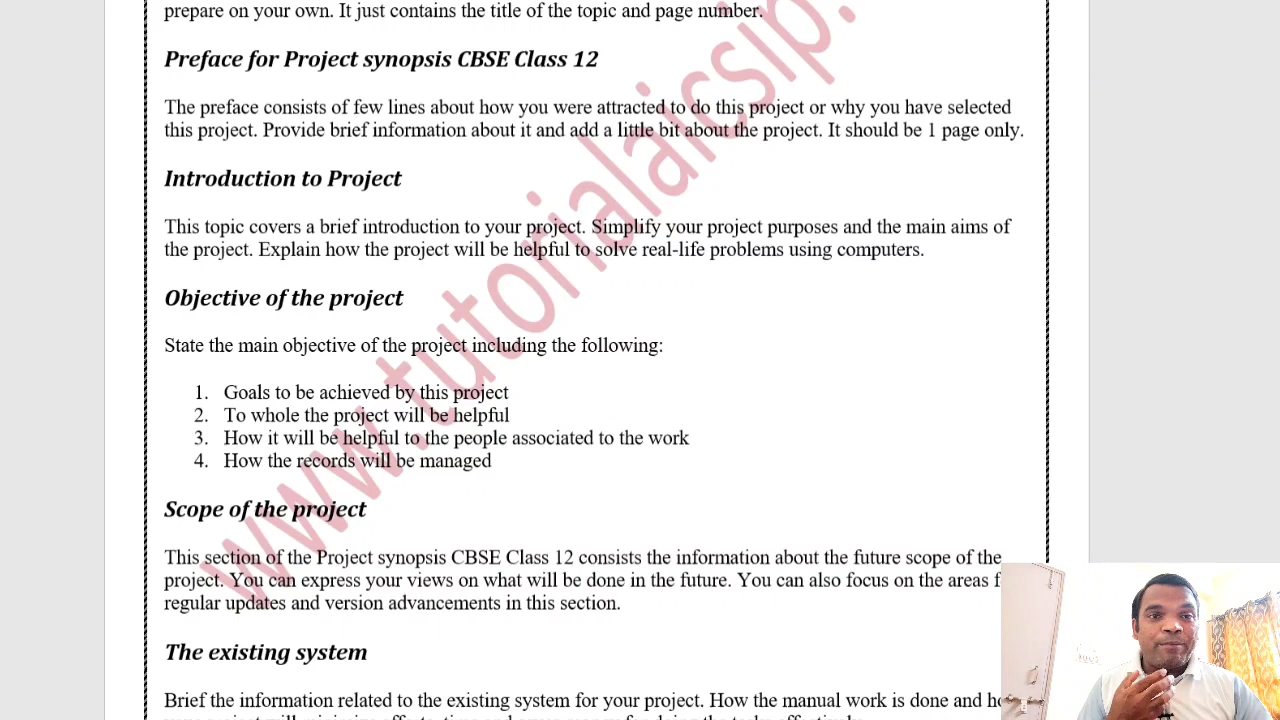 prepare on your own. It just contains the title of the topic and page number.
Preface for Project synopsis CBSE Class 12
The preface consists of few lines about how you were attracted to do this project or why you have selected
this project. Provide brief information about it and add a little bit about the project. It should be 1 page only.
Introduction to Project
This topic covers a brief introduction to your project. Simplify your project purposes and the main aims of
the project. Explain how the project will be helpful to solve real-life problems using computers.
Objective of the project
State the main objective of the project including the following:
1. Goals to be achieved by this project
2. To whole the project will be helpful
3. How it will be helpful to the people associated to the work
4. How the records will be managed
Scope of the project
This section of the Project synopsis CBSE Class 12 consists the information about the future scope of the
project. You can express your views on what will be done in the future. You can also focus on the areas
regular updates and version advancements in this section.
The existing system
Brief the information related to the existing system for your project. How the manual work is done and
www.tutorialaicsip.